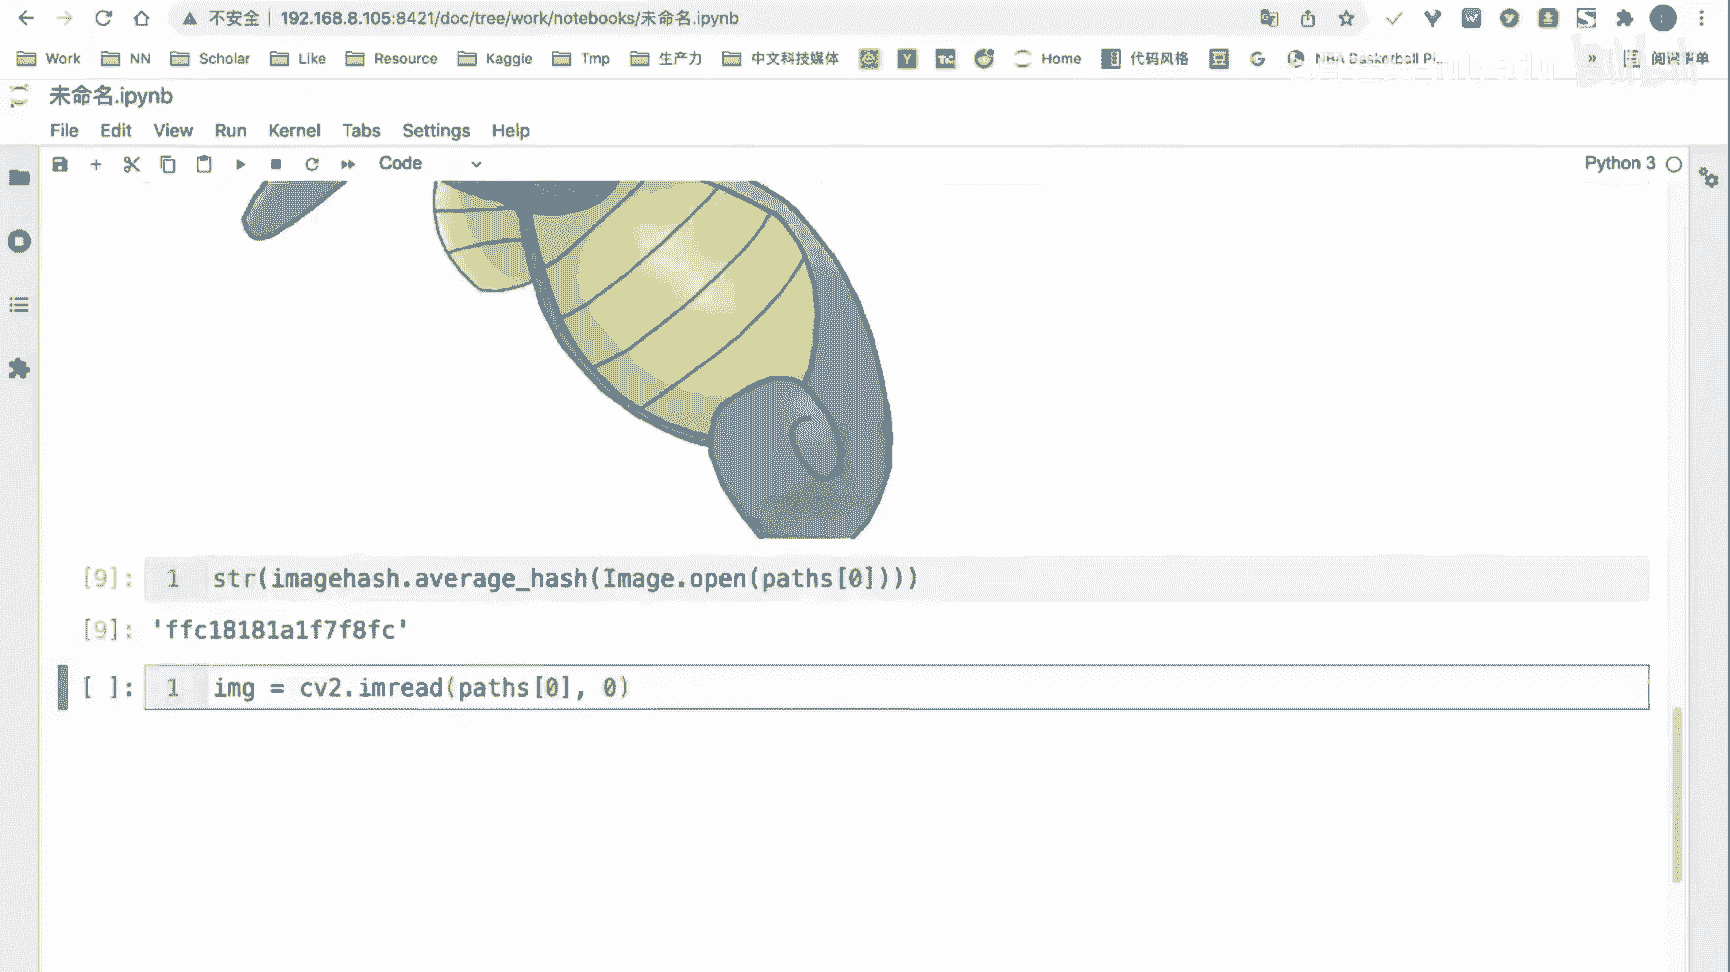 不安全 192.168.8.105:8421/doc/tree/work/notebooks/未命名.ipynb
Work NN Scholar Like Resource Kaggle Tmp 生产力 中文科技媒体 Y TC Home 代码风格 G NBA Basketball Pl... » 阅读清单
未命名.ipynb
File Edit View Run Kernel Tabs Settings Help
Code Python 3
[9]: 1 str(imagehash.average_hash(Image.open(paths[0])))
[9]: 'ffc18181a1f7f8fc'
[ ]: 1 img = cv2.imread(paths[0], 0)